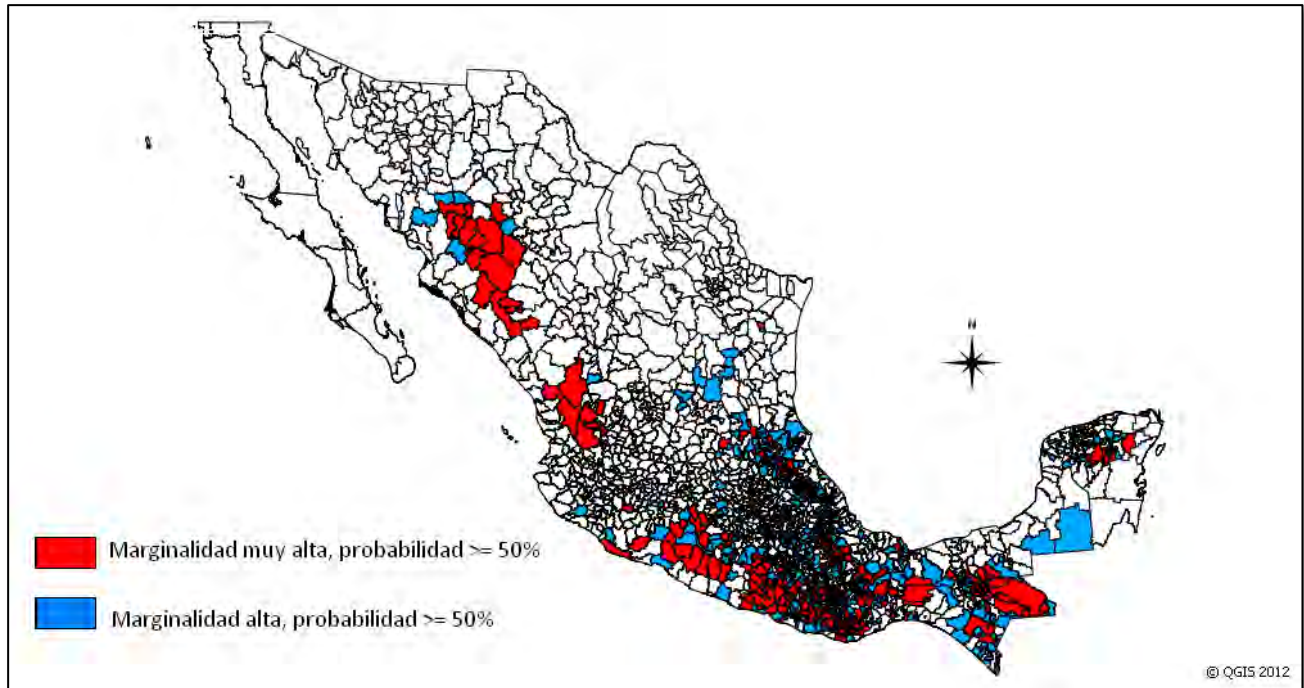 N
Marginalidad muy alta, probabilidad >= 50%
Marginalidad alta, probabilidad >= 50%
© QGIS 2012